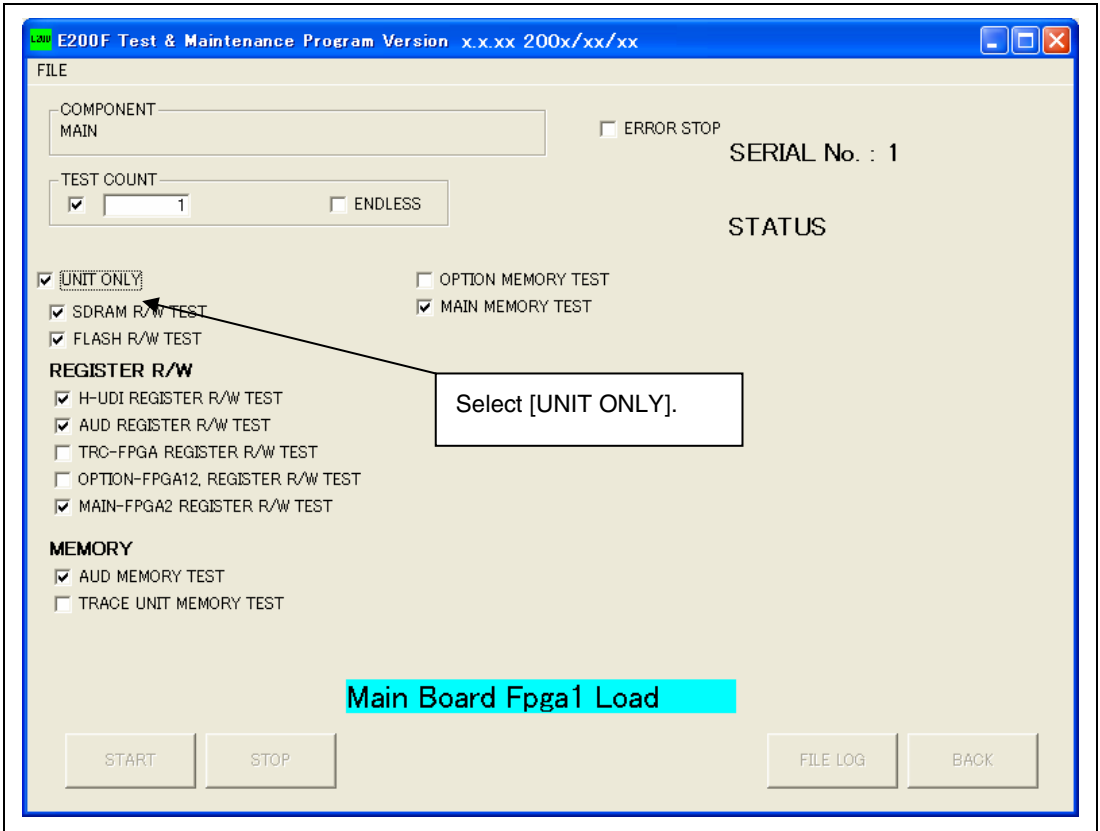 E200F Test & Maintenance Program Version x.x.xx 200x/xx/xx
FILE
COMPONENT
MAIN
ERROR STOP
SERIAL No. : 1
TEST COUNT
1
ENDLESS
STATUS
UNIT ONLY
OPTION MEMORY TEST
SDRAM R/W TEST
MAIN MEMORY TEST
FLASH R/W TEST
REGISTER R/W
H-UDI REGISTER R/W TEST
Select [UNIT ONLY].
AUD REGISTER R/W TEST
TRC-FPGA REGISTER R/W TEST
OPTION-FPGA12, REGISTER R/W TEST
MAIN-FPGA2 REGISTER R/W TEST
MEMORY
AUD MEMORY TEST
TRACE UNIT MEMORY TEST
Main Board Fpga1 Load
START
STOP
FILE LOG
BACK